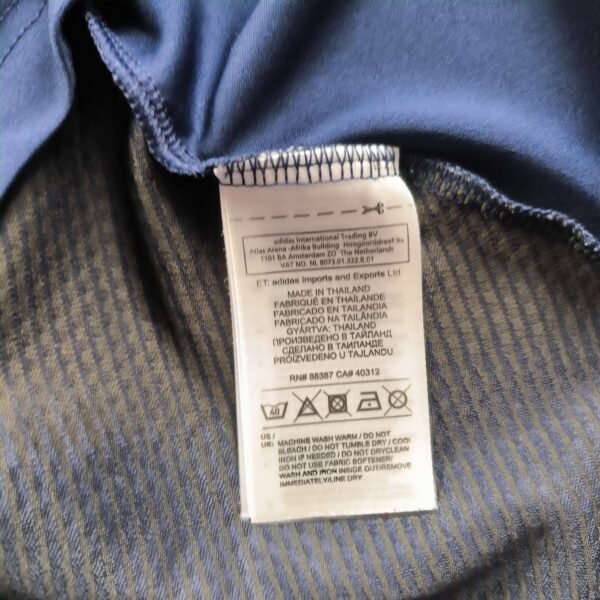 adidas International Trading BV
Atlas Arena -Afrika Building Hoogoorddreef 9a
1101 BA Amsterdam ZO The Netherlands
VAT NO. NL 8073.01.322.B.01
ET: adidas Imports and Exports Ltd
MADE IN THAILAND
FABRIQUÉ EN THAÏLANDE
FABRICADO EN TAILANDIA
FABRICADO NA TAILÂNDIA
GYÁRTVA: THAILAND
ПРОИЗВЕДЕНО В ТАЙЛАНД
СДЕЛАНО В ТАИЛАНДЕ
PROIZVEDENO U TAJLANDU
RN# 88387 CA# 40312
40
US / UK: MACHINE WASH WARM / DO NOT
BLEACH / DO NOT TUMBLE DRY / COOL
IRON IF NEEDED / DO NOT DRYCLEAN
DO NOT USE FABRIC SOFTENER/
WASH AND IRON INSIDE OUT/REMOVE
IMMEDIATELY/LINE DRY